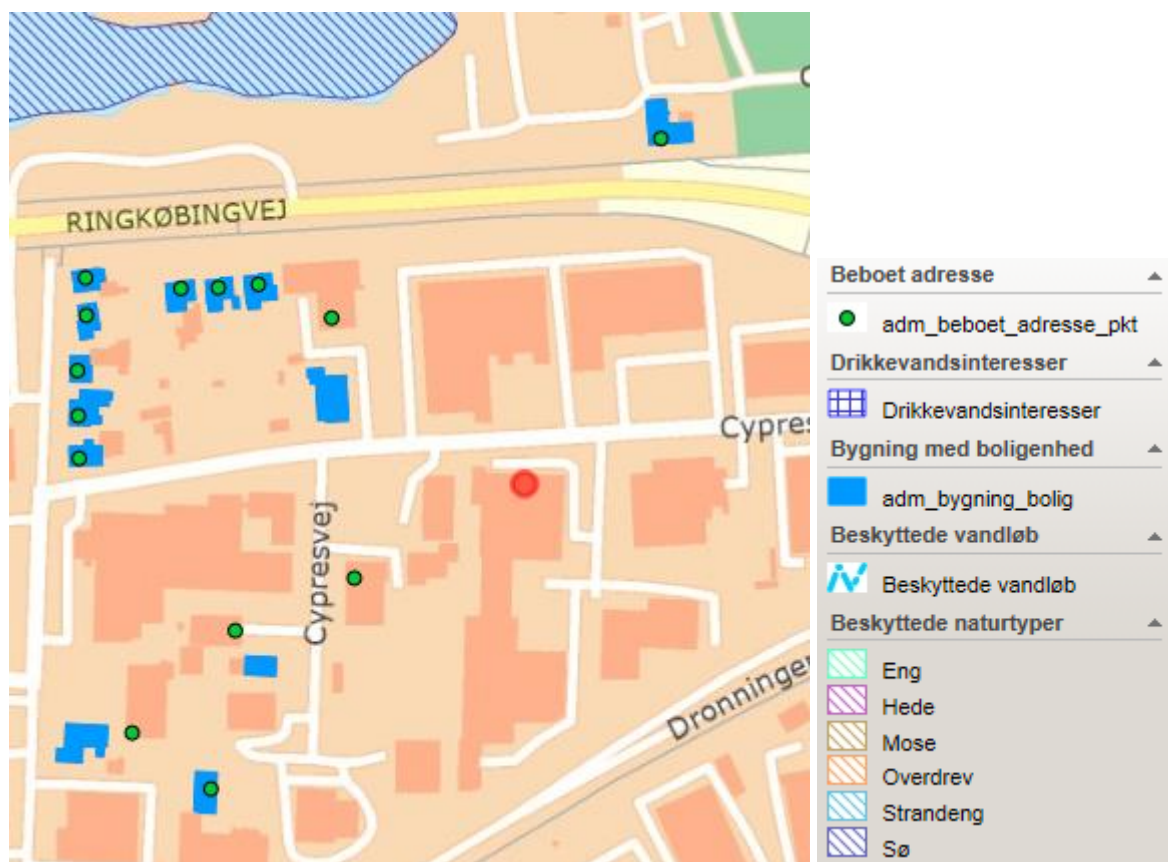 RINGKØBINGVEJ
Cypres
Cypresvej
Dronninge
Beboet adresse
adm_beboet_adresse_pkt
Drikkevandsinteresser
Drikkevandsinteresser
Bygning med boligenhed
adm_bygning_bolig
Beskyttede vandløb
Beskyttede vandløb
Beskyttede naturtyper
Eng
Hede
Mose
Overdrev
Strandeng
Sø